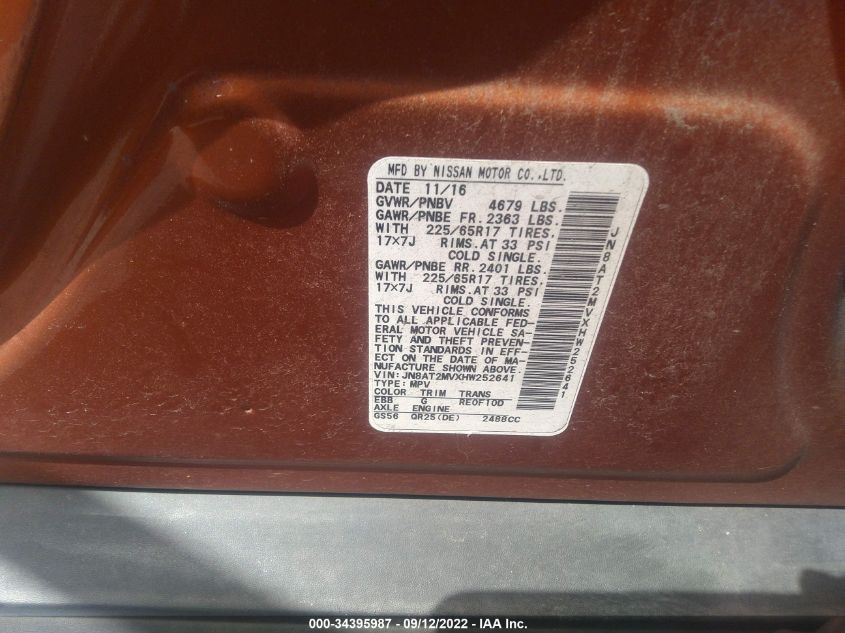 MFD BY NISSAN MOTOR CO.,LTD.
DATE 11/16
GVWR/PNBV 4679 LBS.
GAWR/PNBE FR. 2363 LBS.
WITH 225/65R17 TIRES.
17×7J RIMS. AT 33 PSI
COLD SINGLE.
GAWR/PNBE RR. 2401 LBS.
WITH 225/65R17 TIRES.
17×7J RIMS. AT 33 PSI
COLD SINGLE.
THIS VEHICLE CONFORMS
TO ALL APPLICABLE FED-
ERAL MOTOR VEHICLE SA-
FETY AND THEFT PREVEN-
TION STANDARDS IN EFF-
ECT ON THE DATE OF MA-
NUFACTURE SHOWN ABOVE.
VIN: JN8AT2MVXHW252641
TYPE: MPV
COLOR TRIM TRANS
EBB G RE0F10D
AXLE ENGINE
GS56 QR25(DE) 2488CC
JN8AT2MVXHW252641
000-34395987 - 09/12/2022 - IAA Inc.